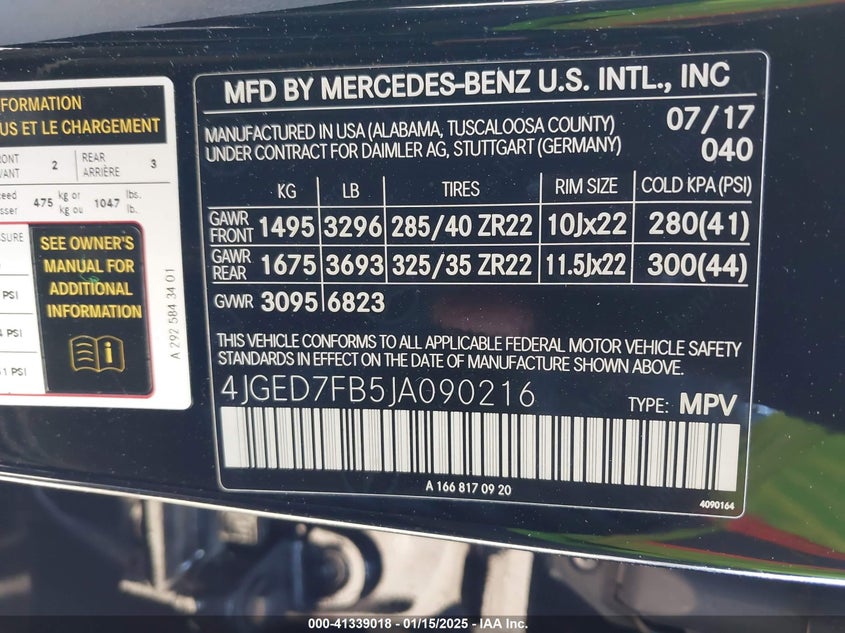 FORMATION
US ET LE CHARGEMENT
2 REAR ARRIÈRE 3
475 kg or kg ou 1047 lbs. lb.
PSI
PSI
PSI
SEE OWNER'S
MANUAL FOR
ADDITIONAL
INFORMATION
A 292 584 34 01
MFD BY MERCEDES-BENZ U.S. INTL., INC
MANUFACTURED IN USA (ALABAMA, TUSCALOOSA COUNTY) 07/17
UNDER CONTRACT FOR DAIMLER AG, STUTTGART (GERMANY) 040
KG LB TIRES RIM SIZE COLD KPA(PSI)
GAWR FRONT 1495 3296 285/40 ZR22 10Jx22 280(41)
GAWR REAR 1675 3693 325/35 ZR22 11.5Jx22 300(44)
GVWR 3095 6823
THIS VEHICLE CONFORMS TO ALL APPLICABLE FEDERAL MOTOR VEHICLE SAFETY
STANDARDS IN EFFECT ON THE DATE OF MANUFACTURE SHOWN ABOVE.
4JGED7FB5JA090216 TYPE: MPV
A 166 817 09 20
4090164
000-41339018 - 01/15/2025 - IAA Inc.